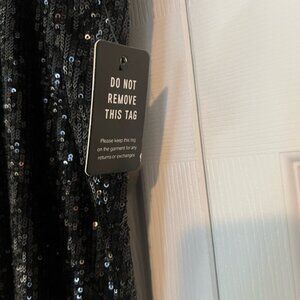 DO NOT
REMOVE
THIS TAG
Please keep this tag
on the garment for any
returns or exchanges